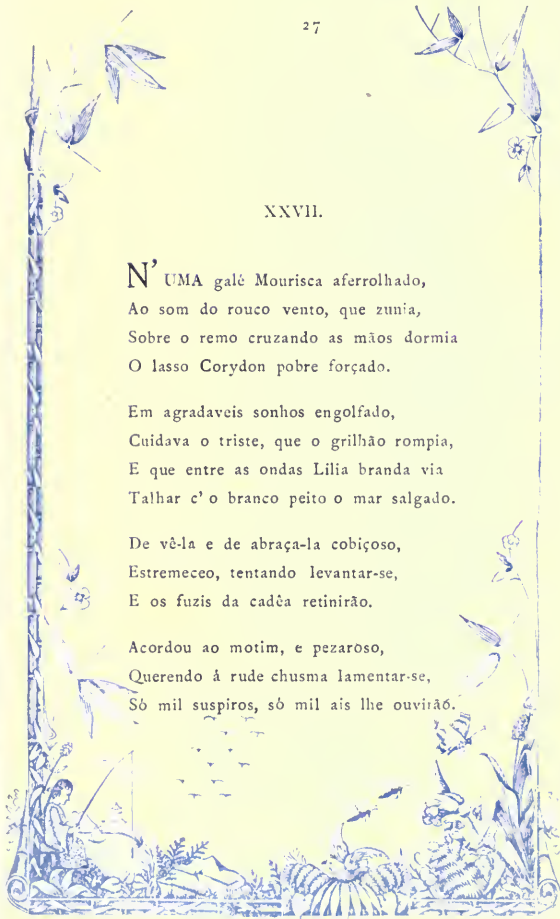 27
XXVII.
N'UMA galé Mourisca aferrolhado,
Ao som do rouco vento, que zunia,
Sobre o remo cruzando as mãos dormia
O lasso Corydon pobre forçado.
Em agradaveis sonhos engolfado,
Cuidava o triste, que o grilhão rompia,
E que entre as ondas Lilia branda via
Talhar c' o branco peito o mar salgado.
De vê-la e de abraça-la cobiçoso,
Estremeceo, tentando levantar-se,
E os fuzis da cadêa retinirão.
Acordou ao motim, e pezaroso,
Querendo á rude chusma lamentar-se,
Só mil suspiros, só mil ais lhe ouvirãó.